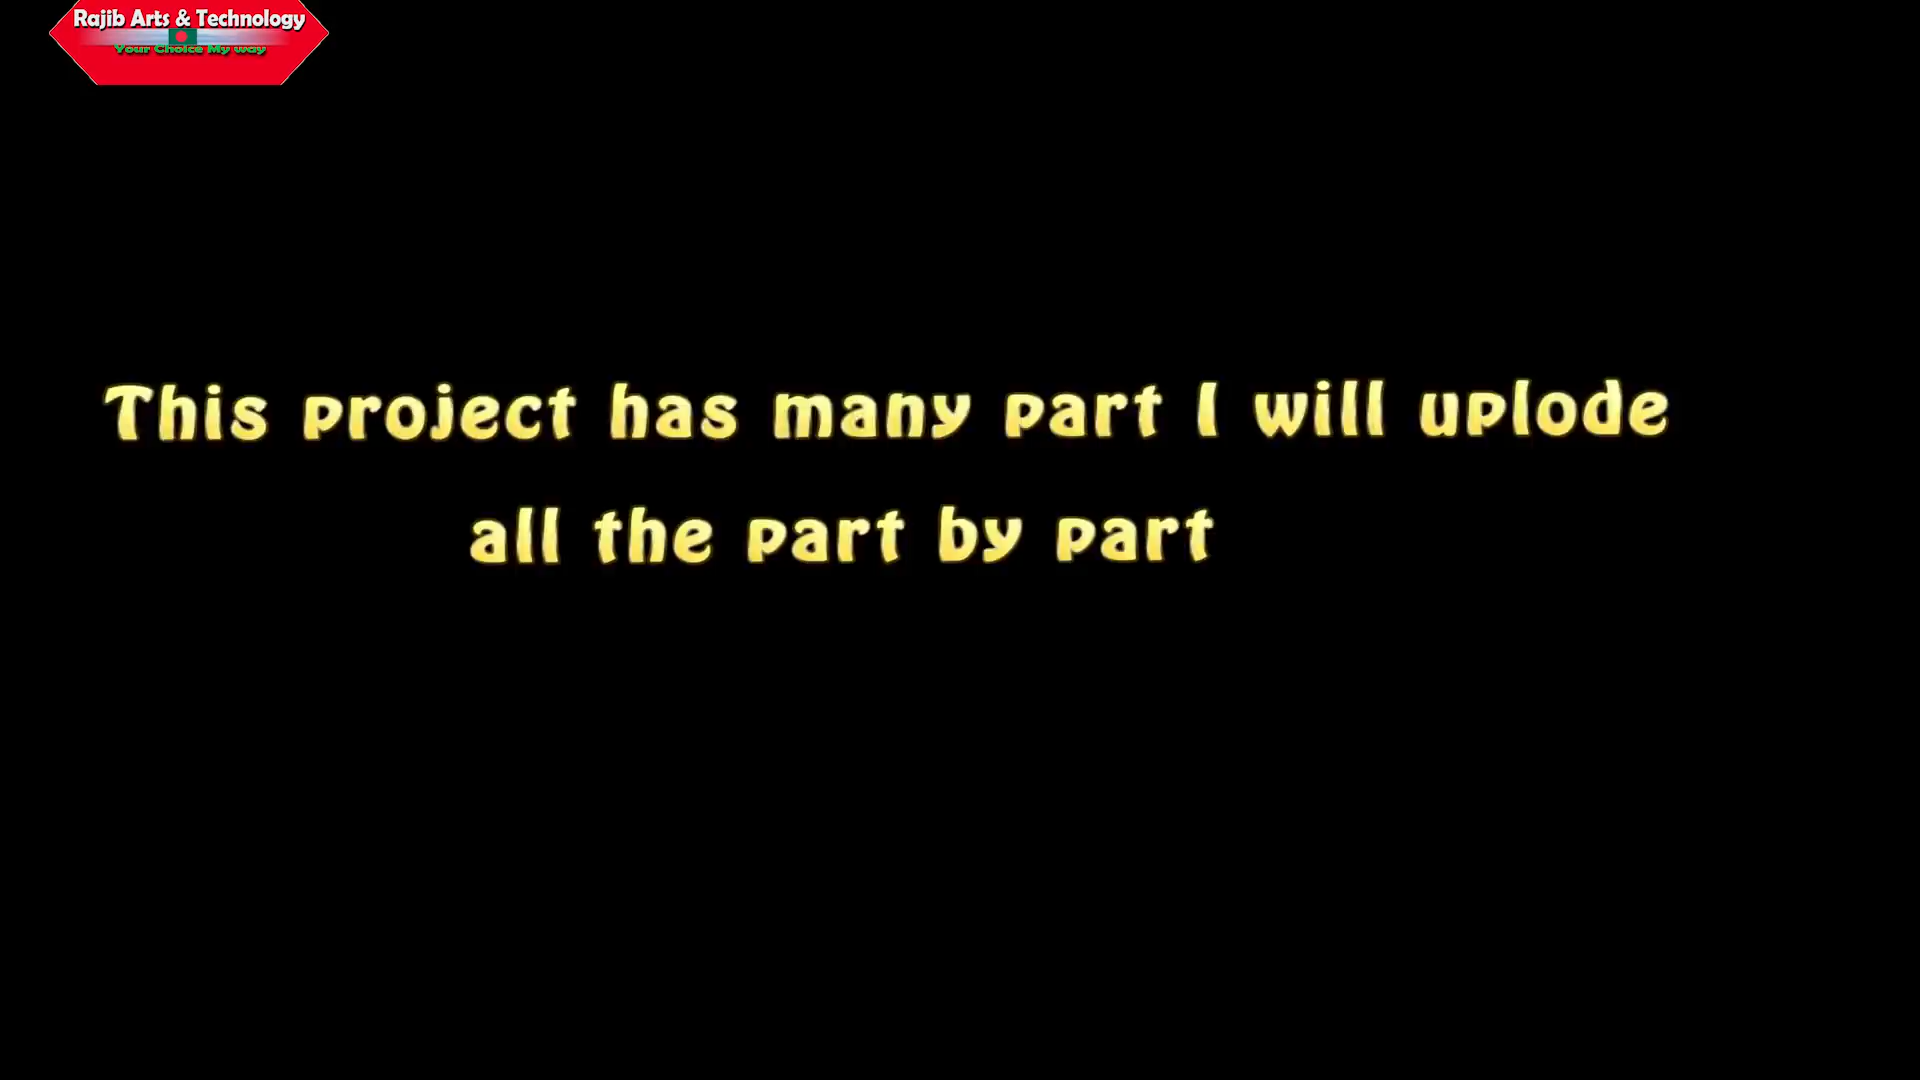 Rajib Arts & Technology
Your Choice My way
This project has many part I will uplode
all the part by part